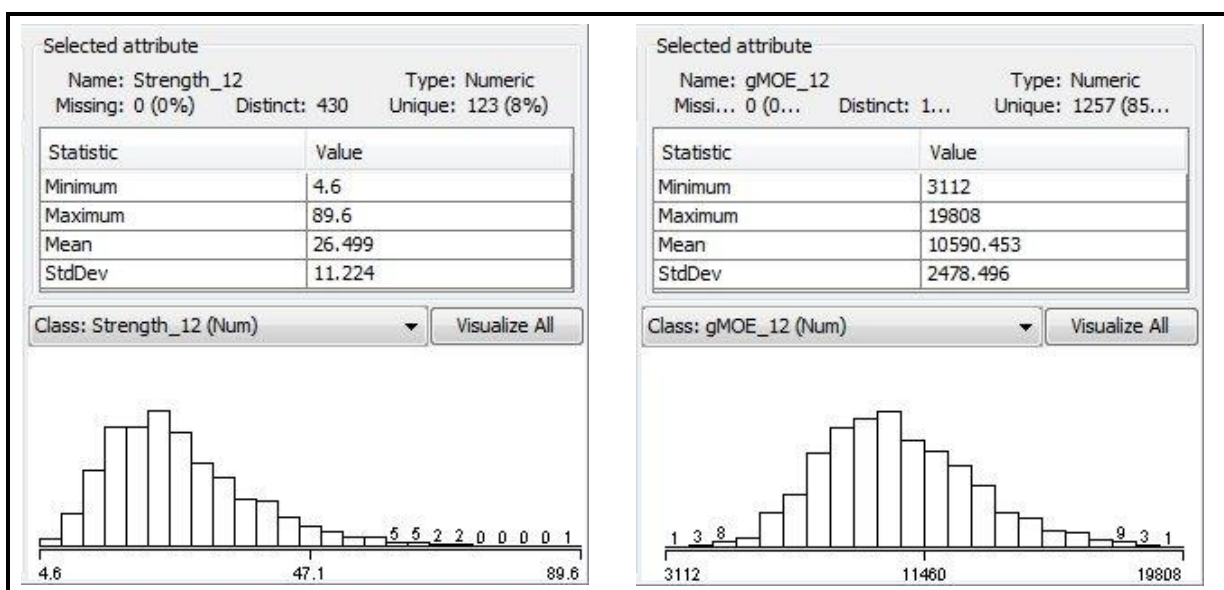 Selected attribute
Name: Strength_12 Type: Numeric
Missing: 0 (0%) Distinct: 430 Unique: 123 (8%)
Statistic Value
Minimum 4.6
Maximum 89.6
Mean 26.499
StdDev 11.224
Class: Strength_12 (Num) Visualize All
5 5 2 2 0 0 0 0 1
4.6 47.1 89.6
Selected attribute
Name: gMOE_12 Type: Numeric
Missi... 0 (0... Distinct: 1... Unique: 1257 (85...
Statistic Value
Minimum 3112
Maximum 19808
Mean 10590.453
StdDev 2478.496
Class: gMOE_12 (Num) Visualize All
1 3 8 9 3 1
3112 11460 19808